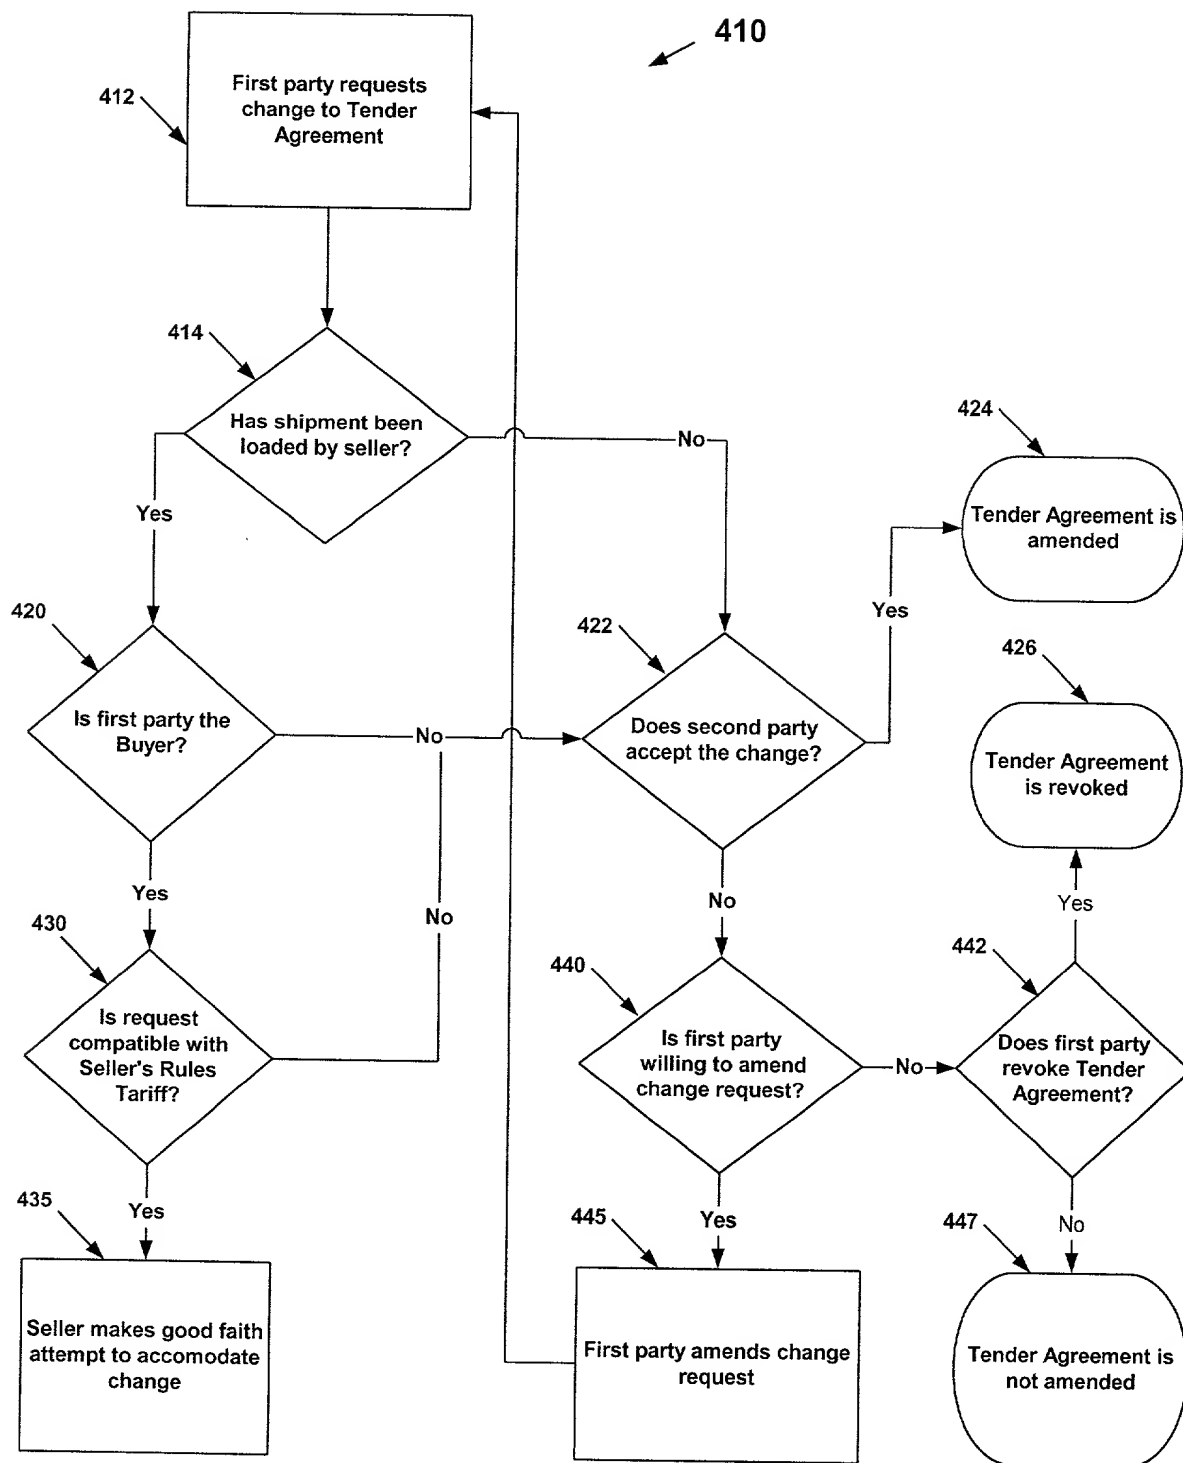 410
412
First party requests
change to Tender
Agreement
414
Has shipment been
loaded by seller?
No
Yes
424
Tender Agreement is
amended
420
Is first party the
Buyer?
No
422
Does second party
accept the change?
Yes
426
Tender Agreement
is revoked
Yes
No
430
Is request
compatible with
Seller's Rules
Tariff?
No
440
Is first party
willing to amend
change request?
No
Yes
442
Does first party
revoke Tender
Agreement?
Yes
435
Seller makes good faith
attempt to accomodate
change
Yes
445
First party amends change
request
No
447
Tender Agreement is
not amended